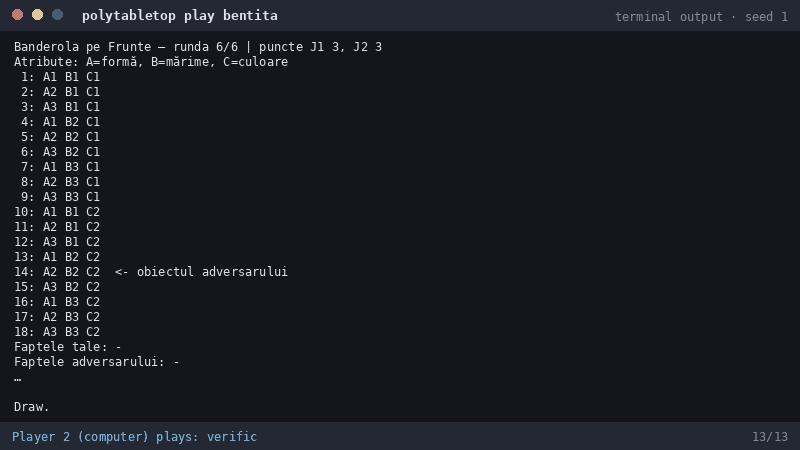 polytabletop play bentita
terminal output · seed 1
Banderola pe Frunte — runda 6/6 | puncte J1 3, J2 3
Atribute: A=formă, B=mărime, C=culoare
1: A1 B1 C1
2: A2 B1 C1
3: A3 B1 C1
4: A1 B2 C1
5: A2 B2 C1
6: A3 B2 C1
7: A1 B3 C1
8: A2 B3 C1
9: A3 B3 C1
10: A1 B1 C2
11: A2 B1 C2
12: A3 B1 C2
13: A1 B2 C2
14: A2 B2 C2  <- obiectul adversarului
15: A3 B2 C2
16: A1 B3 C2
17: A2 B3 C2
18: A3 B3 C2
Faptele tale: -
Faptele adversarului: -
…
Draw.
Player 2 (computer) plays: verific
13/13